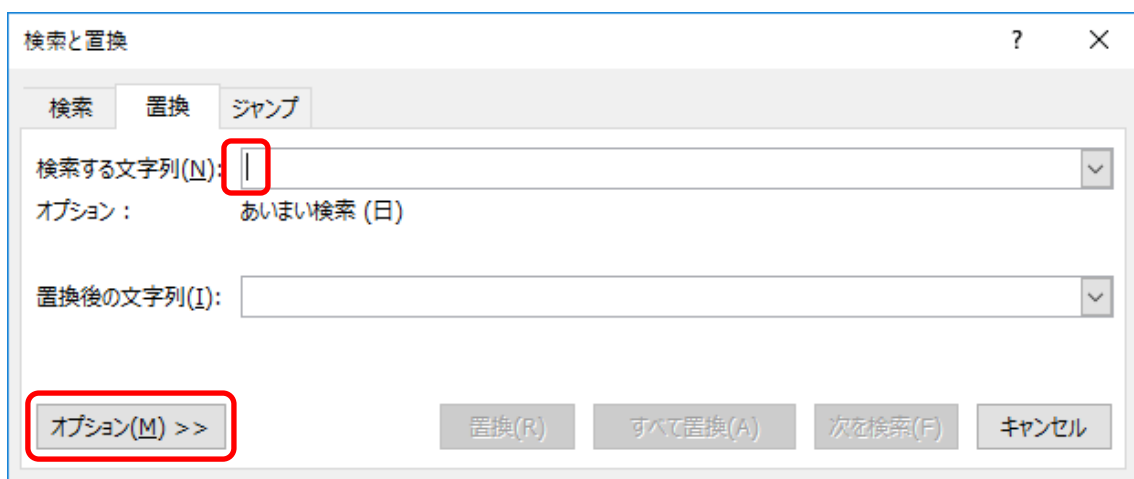 検索と置換 ?
検索 置換 ジャンプ
検索する文字列(N):
オプション : あいまい検索 (日)
置換後の文字列(I):
オプション(M) >> 置換(R) すべて置換(A) 次を検索(F) キャンセル